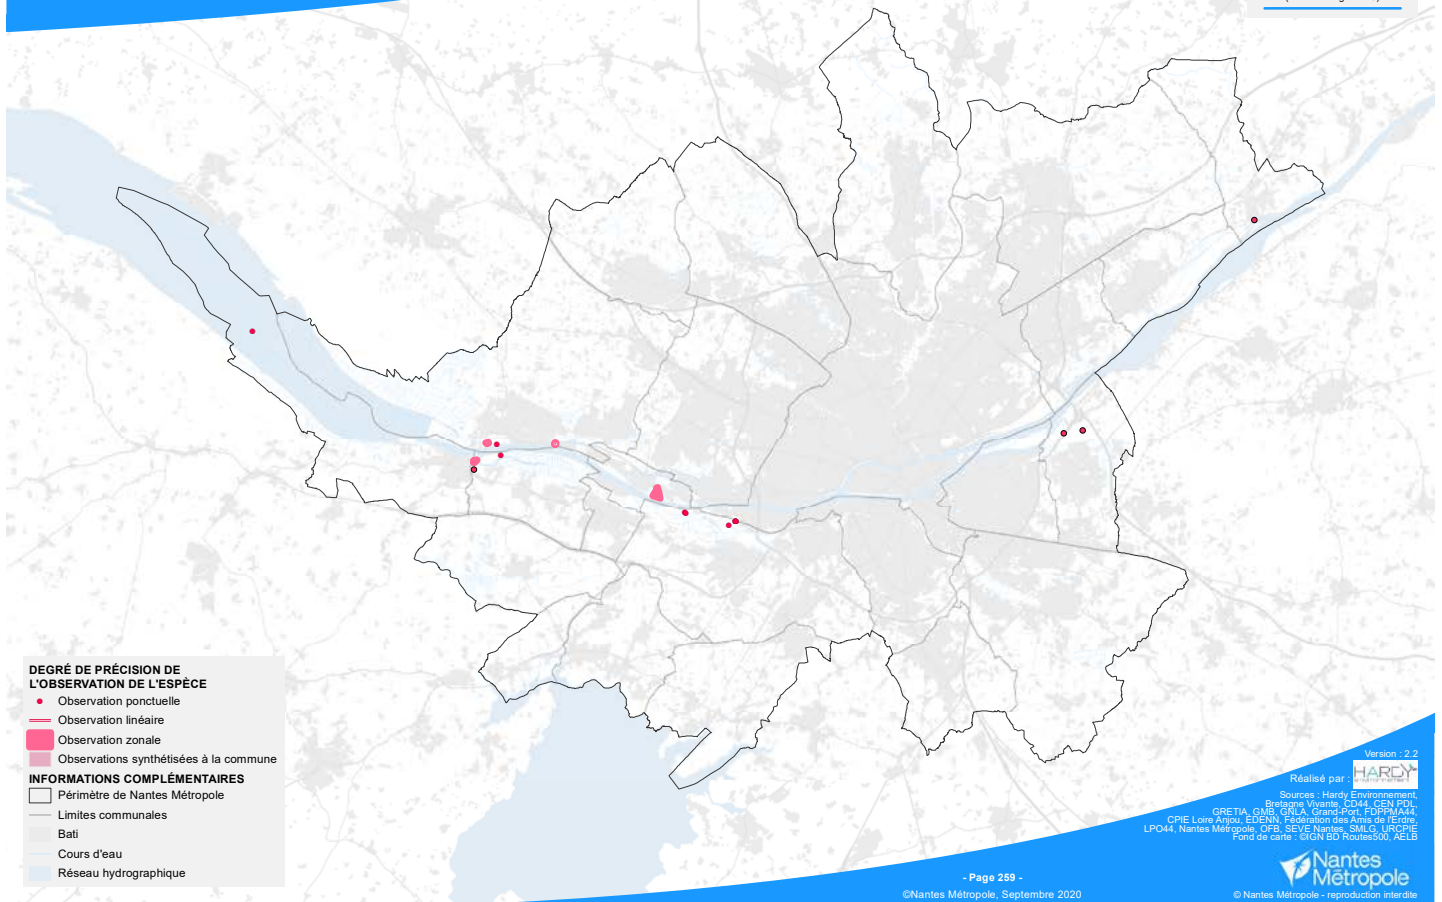 DEGRÉ DE PRÉCISION DE
L'OBSERVATION DE L'ESPÈCE
Observation ponctuelle
Observation linéaire
Observation zonale
Observations synthétisées à la commune
INFORMATIONS COMPLÉMENTAIRES
Périmètre de Nantes Métropole
Limites communales
Bati
Cours d'eau
Réseau hydrographique
Version : 2.2
Réalisé par :
HARDY
environnement
Sources : Hardy Environnement,
Bretagne Vivante, CD44, CEN PDL,
GRETIA, GMB, GNLA, Grand-Port, FDPPMA44,
CPIE Loire Anjou, EDENN, Fédération des Amis de l'Erdre,
LPO44, Nantes Métropole, OFB, SEVE Nantes, SMLG, URCPIE
Fond de carte : ©IGN BD Routes500, AELB
Nantes
Métropole
- Page 259 -
©Nantes Métropole, Septembre 2020
© Nantes Métropole - reproduction interdite